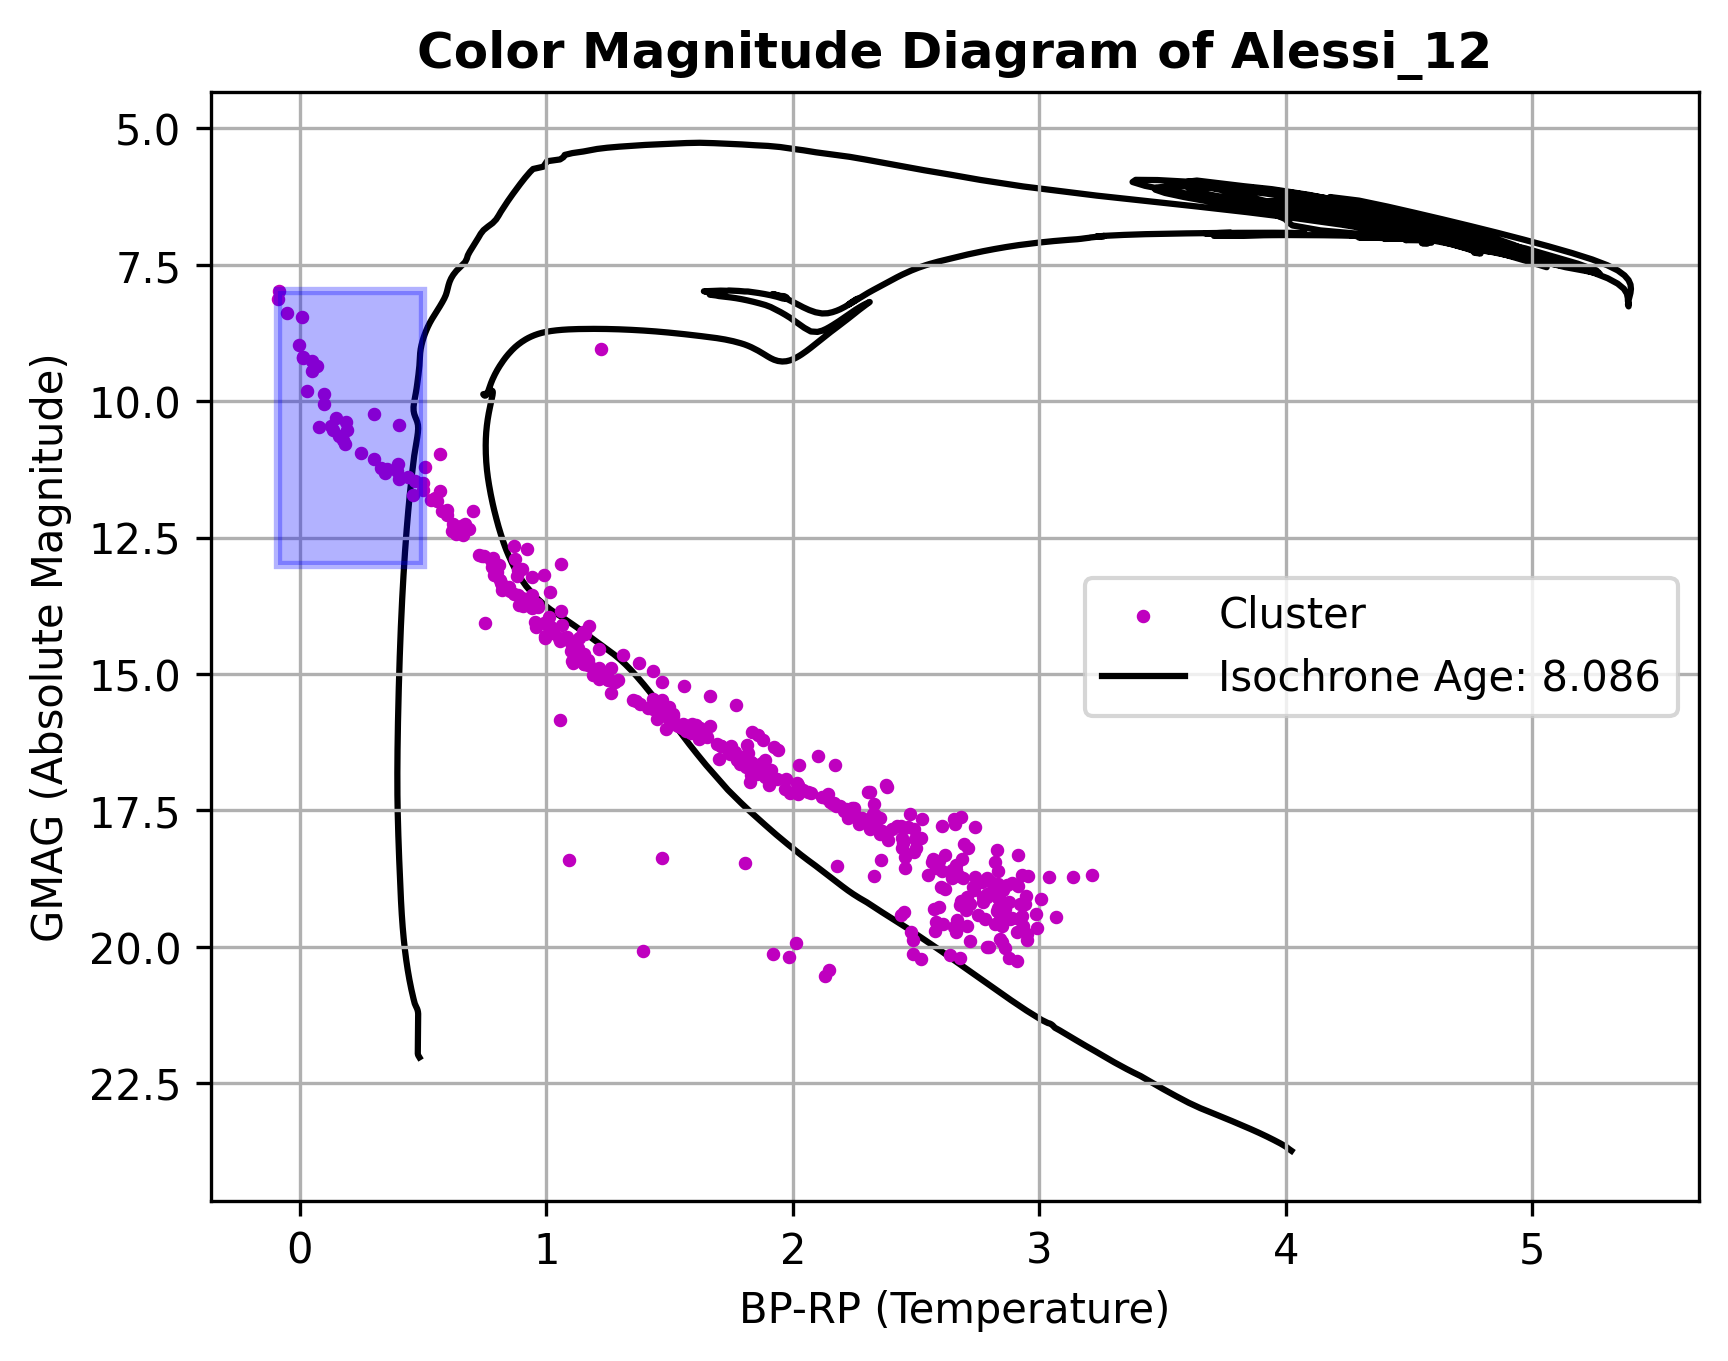 Color Magnitude Diagram of Alessi_12
GMAG (Absolute Magnitude)
5.0
7.5
10.0
12.5
15.0
17.5
20.0
22.5
Cluster
Isochrone Age: 8.086
0 1 2 3 4 5
BP-RP (Temperature)